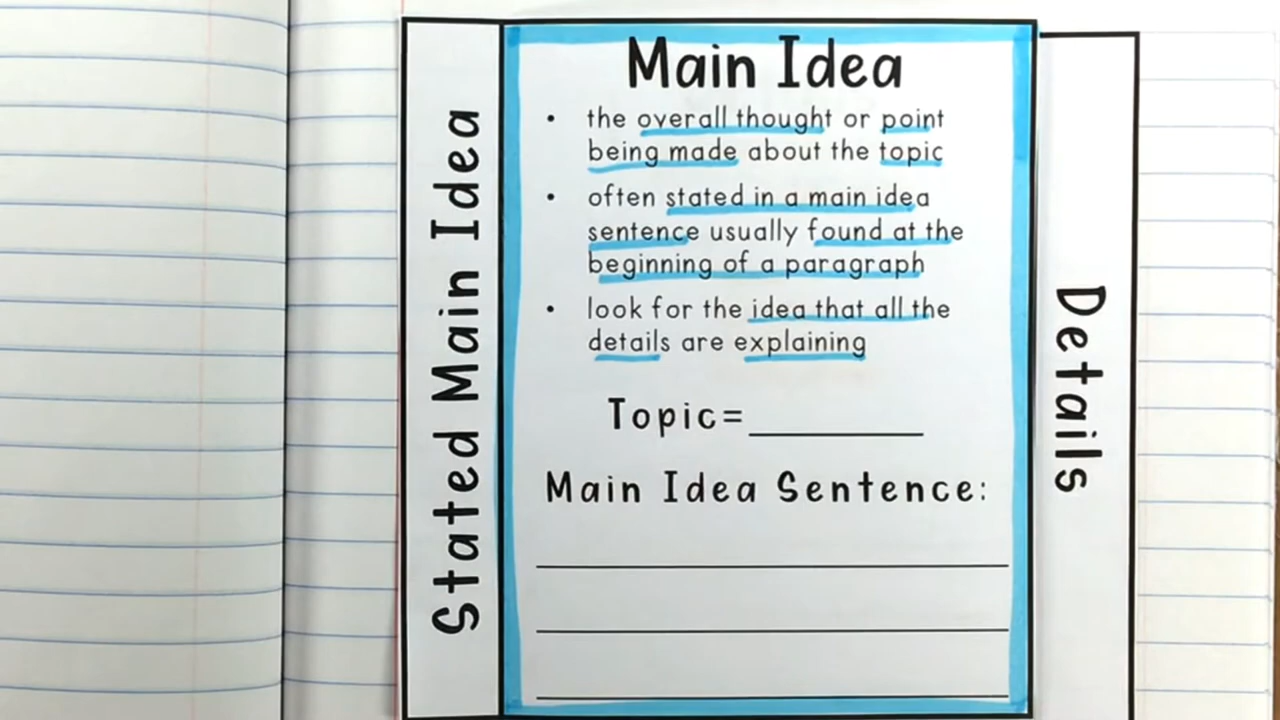 Stated Main Idea
Main Idea
• the overall thought or point
being made about the topic
• often stated in a main idea
sentence usually found at the
beginning of a paragraph
• look for the idea that all the
details are explaining
Topic=__________
Main Idea Sentence:
Details